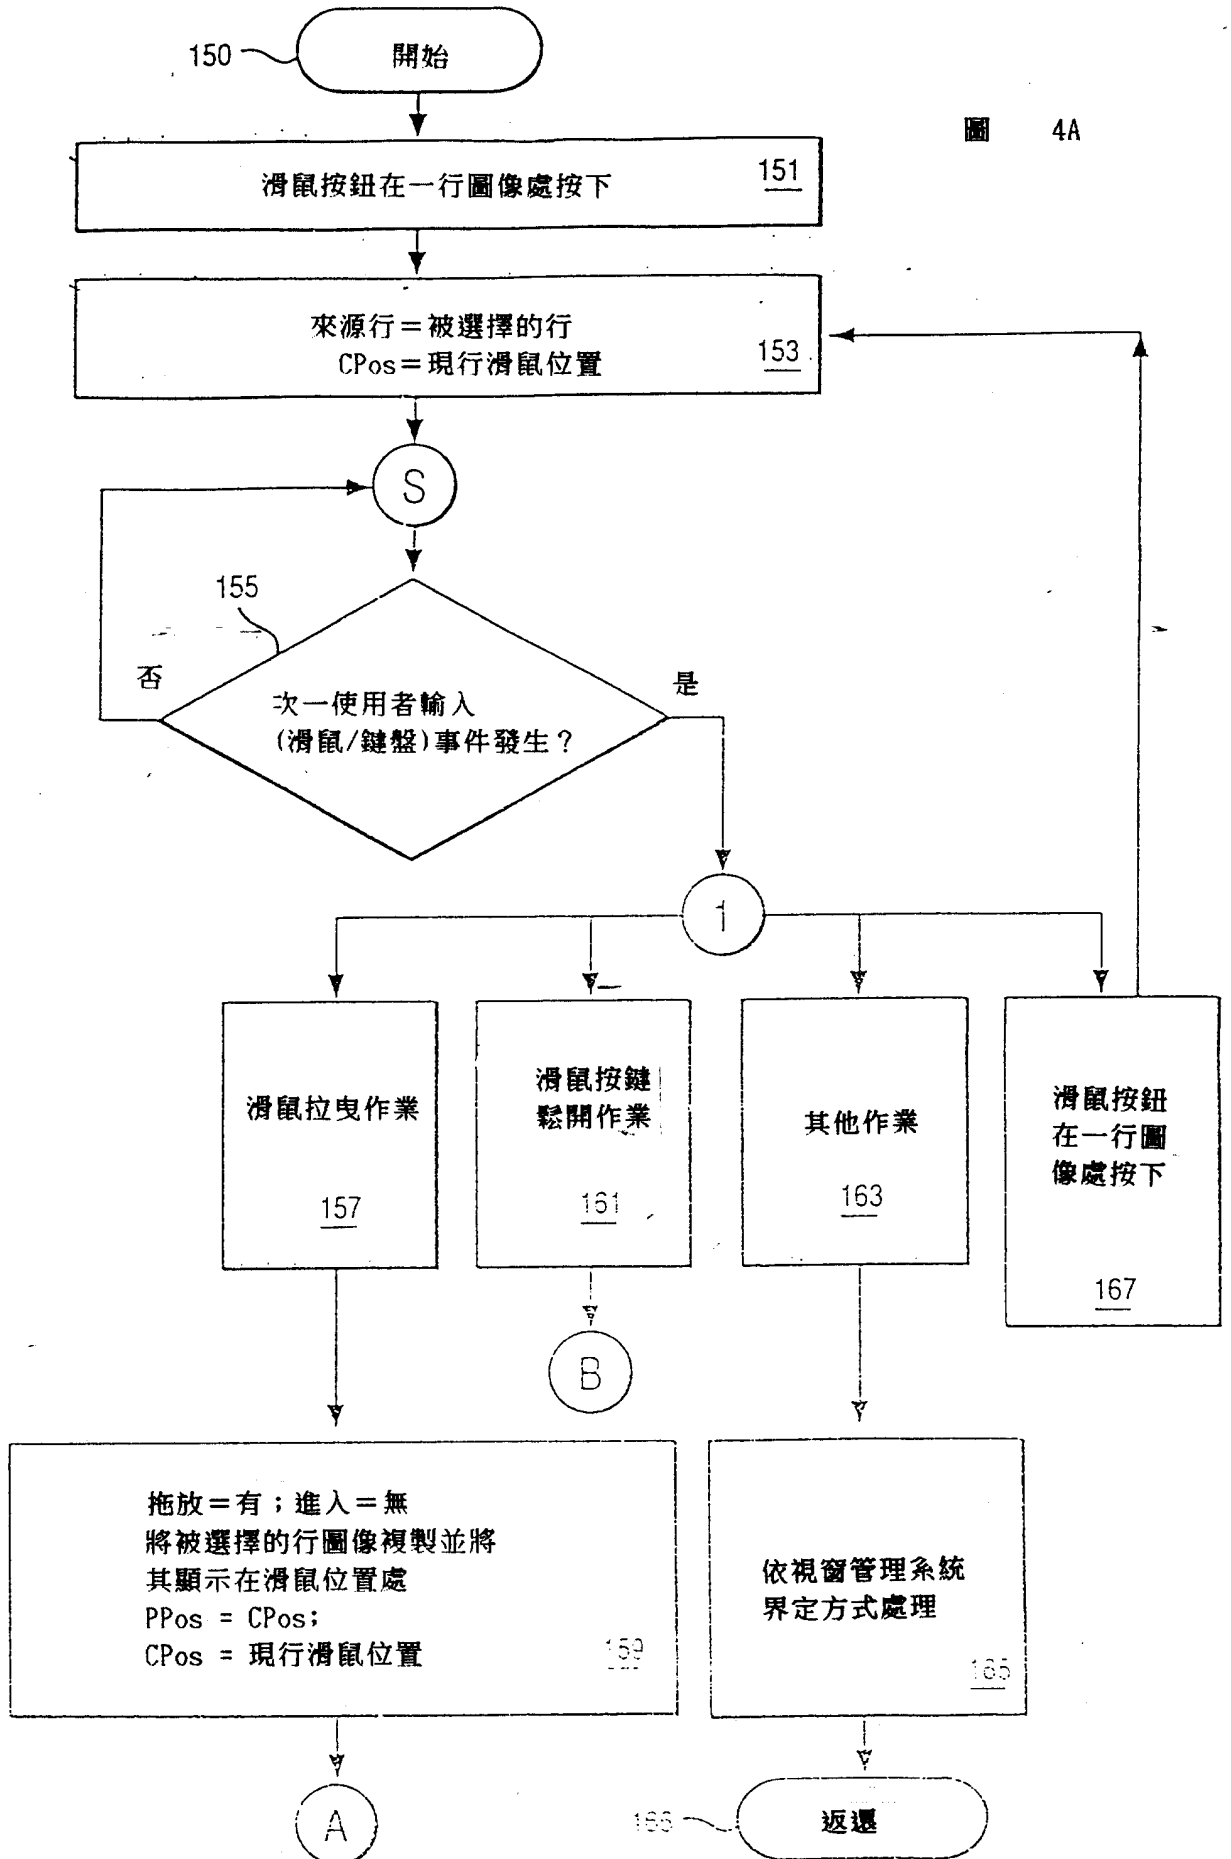 150
開始
圖 4A
滑鼠按鈕在一行圖像處按下
151
來源行＝被選擇的行
CPos＝現行滑鼠位置
153
S
155
否
是
次一使用者輸入
(滑鼠/鍵盤)事件發生？
1
滑鼠拉曳作業
157
滑鼠按鍵
鬆開作業
161
其他作業
163
滑鼠按鈕
在一行圖
像處按下
167
B
拖放＝有；進入＝無
將被選擇的行圖像複製並將
其顯示在滑鼠位置處
PPos = CPos;
CPos = 現行滑鼠位置
159
依視窗管理系統
界定方式處理
165
A
返還